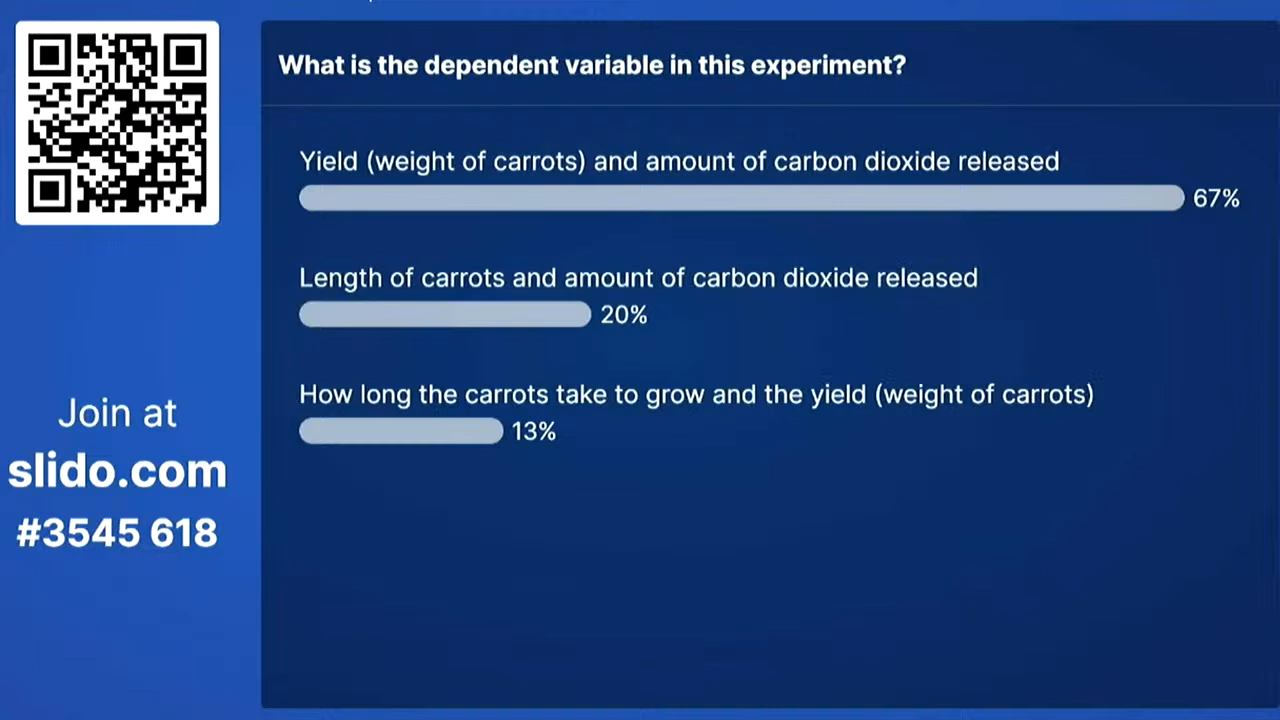 What is the dependent variable in this experiment?
Yield (weight of carrots) and amount of carbon dioxide released
67%
Length of carrots and amount of carbon dioxide released
20%
How long the carrots take to grow and the yield (weight of carrots)
13%
Join at
slido.com
#3545 618